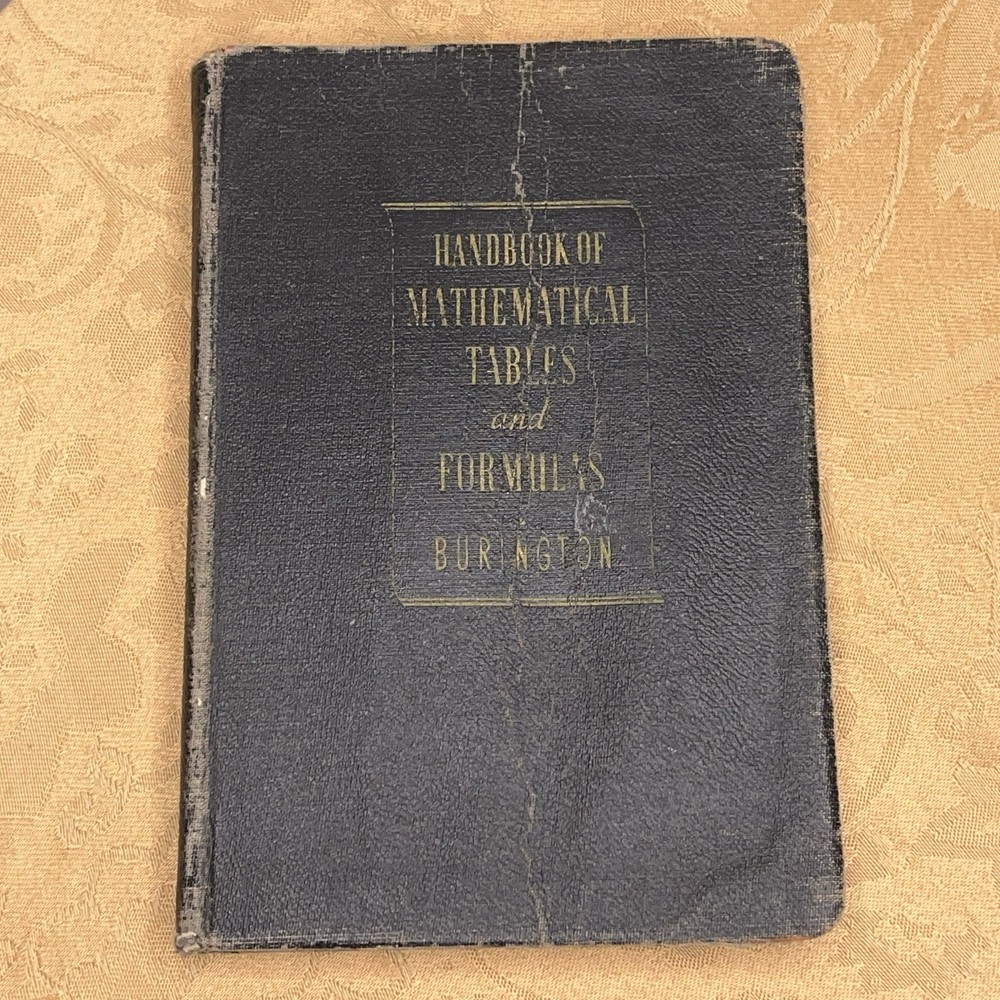 HANDBOOK OF
MATHEMATICAL
TABLES
and
FORMULAS
BURINGTON